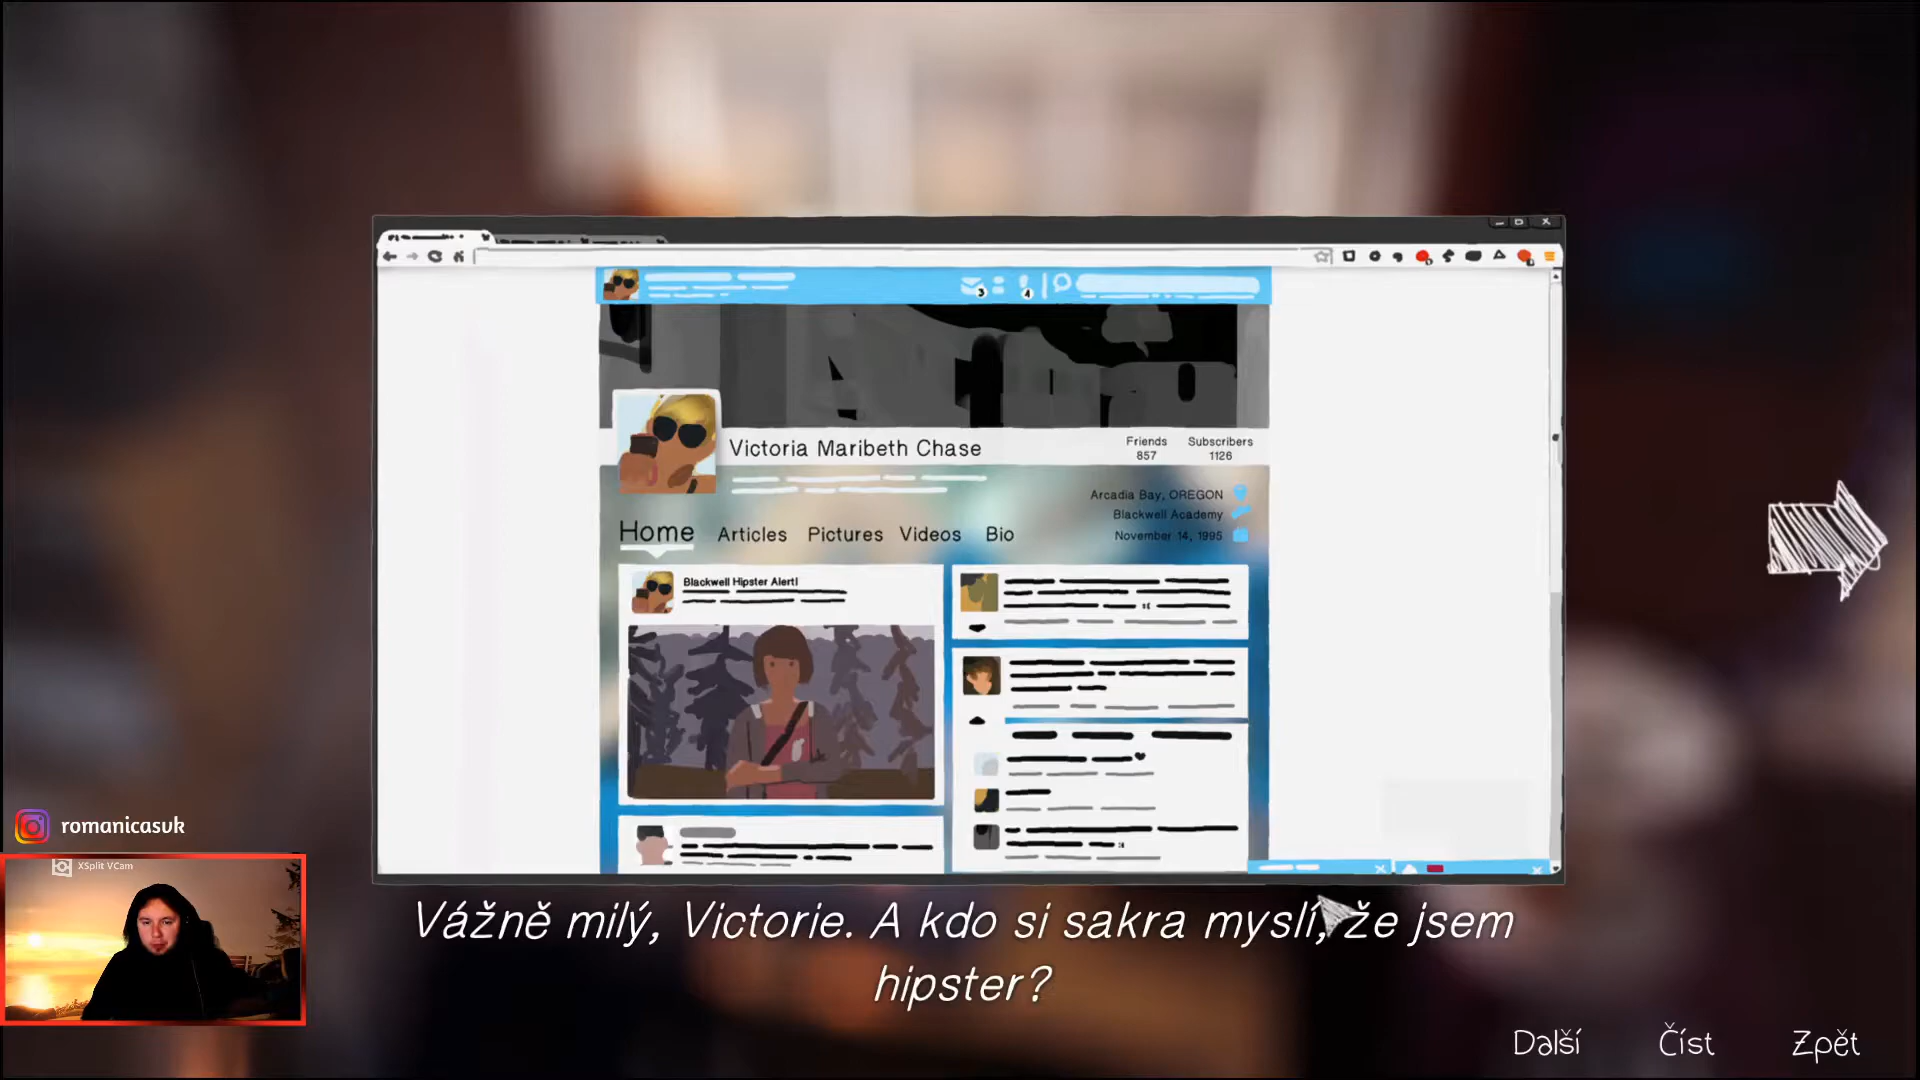 3
4
Victoria Maribeth Chase
Friends
857
Subscribers
1126
Arcadia Bay, OREGON
Blackwell Academy
November 14, 1995
Home
Articles
Pictures
Videos
Bio
Blackwell Hipster Alert!
romanicasuk
XSplit VCam
Vážně milý, Victorie. A kdo si sakra myslí, že jsem
hipster?
Další
Číst
Zpět